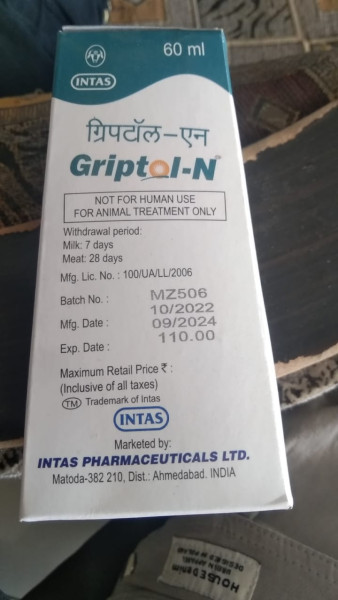 60 ml
INTAS
ग्रिपटॉल-एन
Griptol-N
NOT FOR HUMAN USE
FOR ANIMAL TREATMENT ONLY
Withdrawal period:
Milk: 7 days
Meat: 28 days
Mfg. Lic. No. : 100/UA/LL/2006
Batch No. : MZ506
Mfg. Date : 10/2022
Exp. Date : 09/2024
Maximum Retail Price ₹ : 110.00
(Inclusive of all taxes)
TM Trademark of Intas
INTAS
Marketed by:
INTAS PHARMACEUTICALS LTD.
Matoda-382 210, Dist.: Ahmedabad. INDIA
HOUSE denim